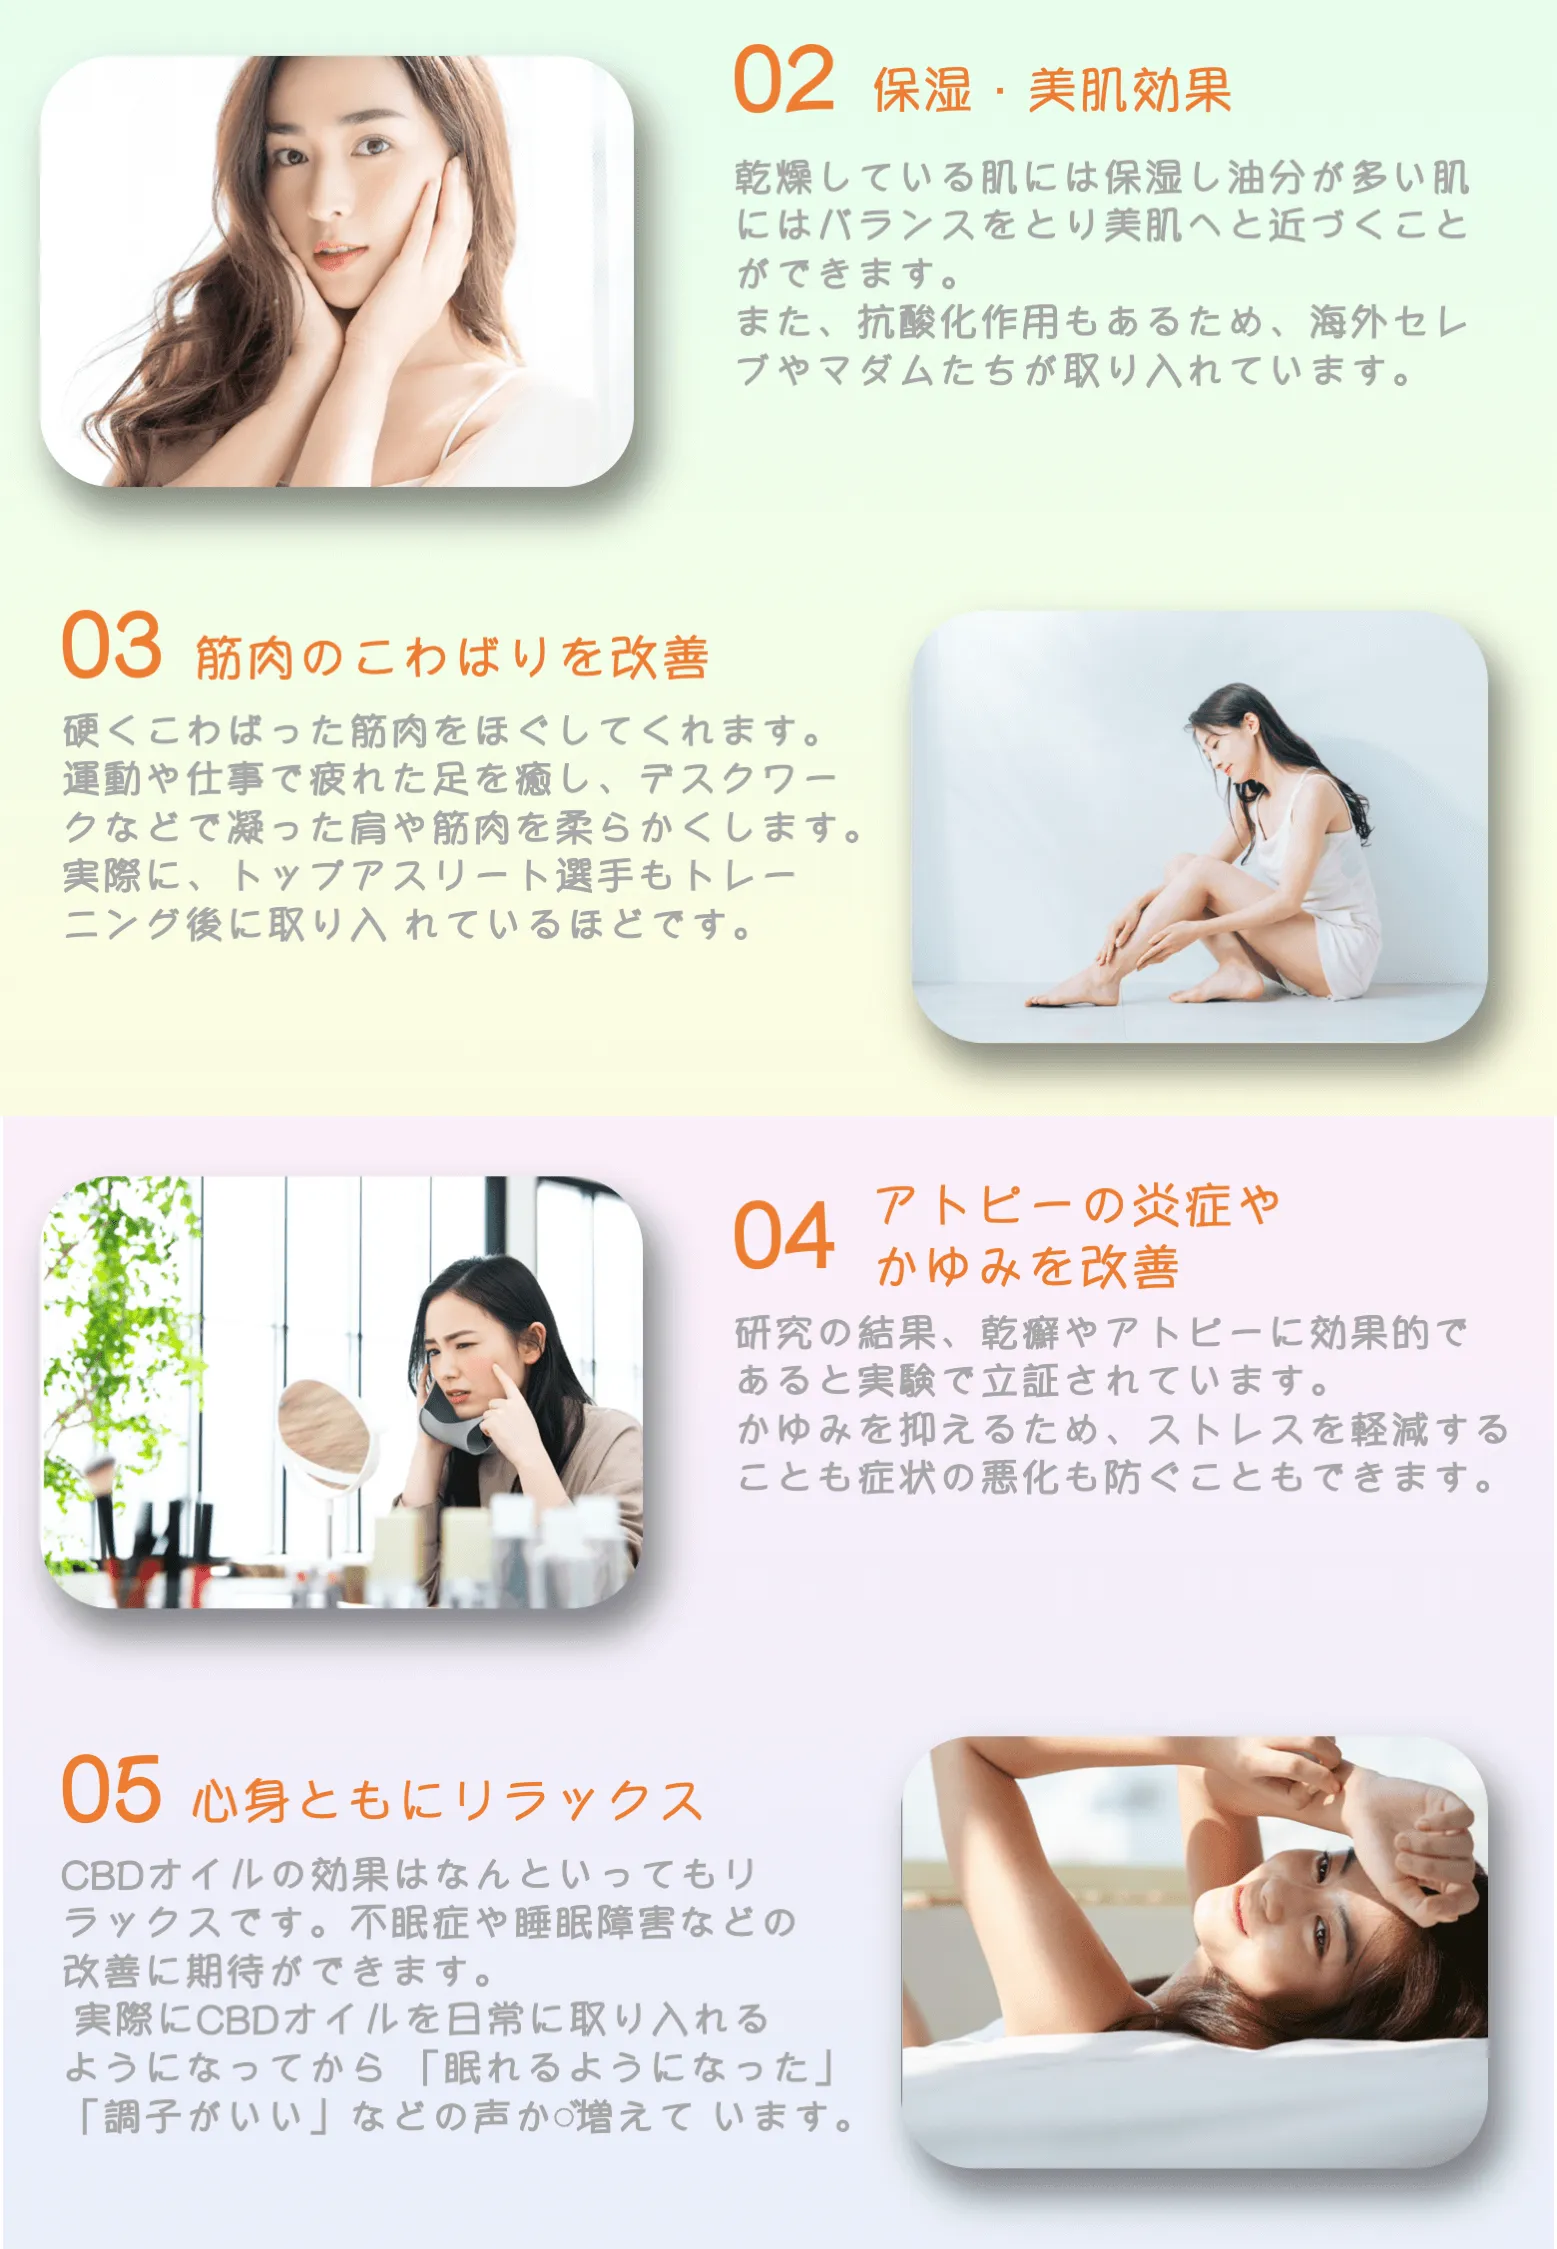 02 保湿・美肌効果
乾燥している肌には保湿し油分が多い肌
にはバランスをとり美肌へと近づくこと
ができます。
また、抗酸化作用もあるため、海外セレ
ブやマダムたちが取り入れています。
03 筋肉のこわばりを改善
硬くこわばった筋肉をほぐしてくれます。
運動や仕事で疲れた足を癒し、デスクワー
クなどで凝った肩や筋肉を柔らかくします。
実際に、トップアスリート選手もトレー
ニング後に取り入 れているほどです。
04 アトピーの炎症や
かゆみを改善
研究の結果、乾癬やアトピーに効果的で
あると実験で立証されています。
かゆみを抑えるため、ストレスを軽減する
ことも症状の悪化も防ぐこともできます。
05 心身ともにリラックス
CBDオイルの効果はなんといってもリ
ラックスです。不眠症や睡眠障害などの
改善に期待ができます。
実際にCBDオイルを日常に取り入れる
ようになってから 「眠れるようになった」
「調子がいい」などの声か゛増えて います。